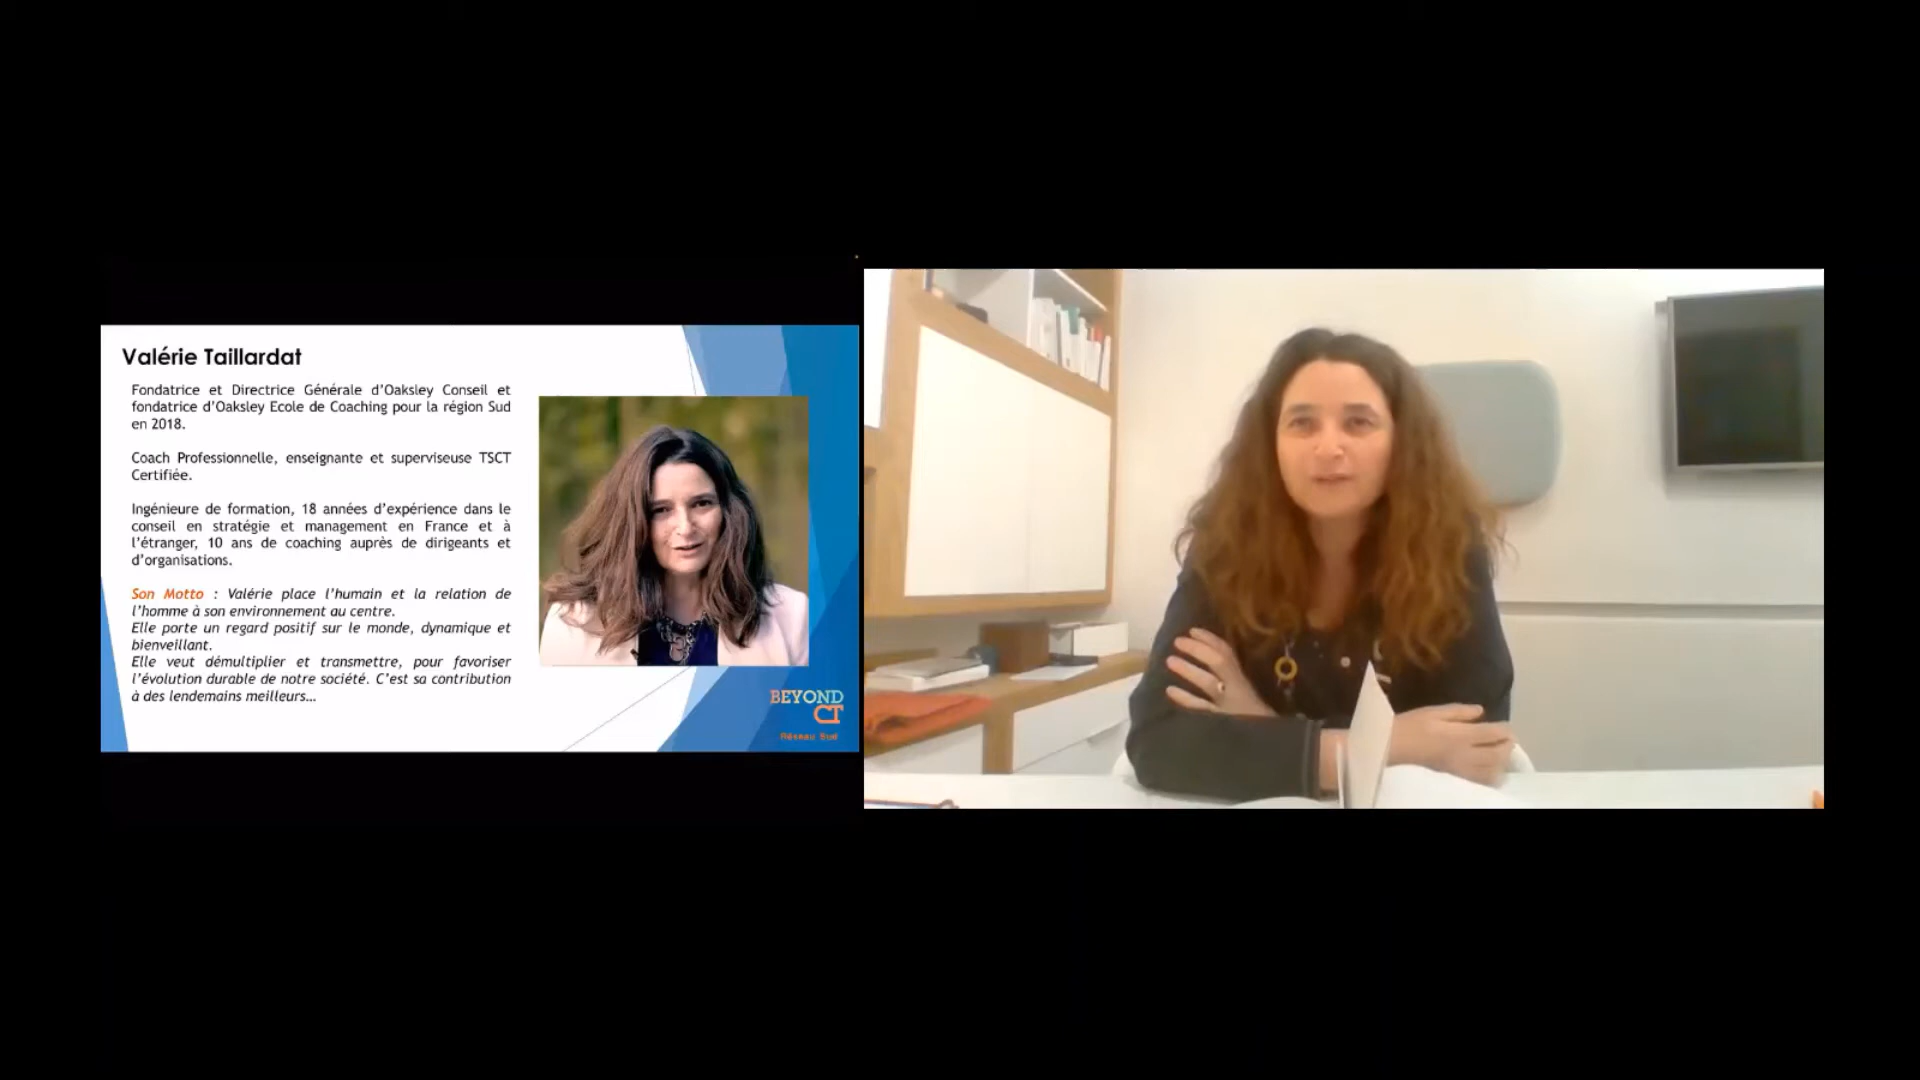 Valérie Taillardat
Fondatrice et Directrice Générale d'Oaksley Conseil et
fondatrice d'Oaksley Ecole de Coaching pour la région Sud
en 2018.
Coach Professionnelle, enseignante et superviseuse TSCT
Certifiée.
Ingénieure de formation, 18 années d'expérience dans le
conseil en stratégie et management en France et à
l'étranger, 10 ans de coaching auprès de dirigeants et
d'organisations.
Son Motto : Valérie place l'humain et la relation de
l'homme à son environnement au centre.
Elle porte un regard positif sur le monde, dynamique et
bienveillant.
Elle veut démultiplier et transmettre, pour favoriser
l'évolution durable de notre société. C'est sa contribution
à des lendemains meilleurs…
BEYOND
CT
Réseau Sud